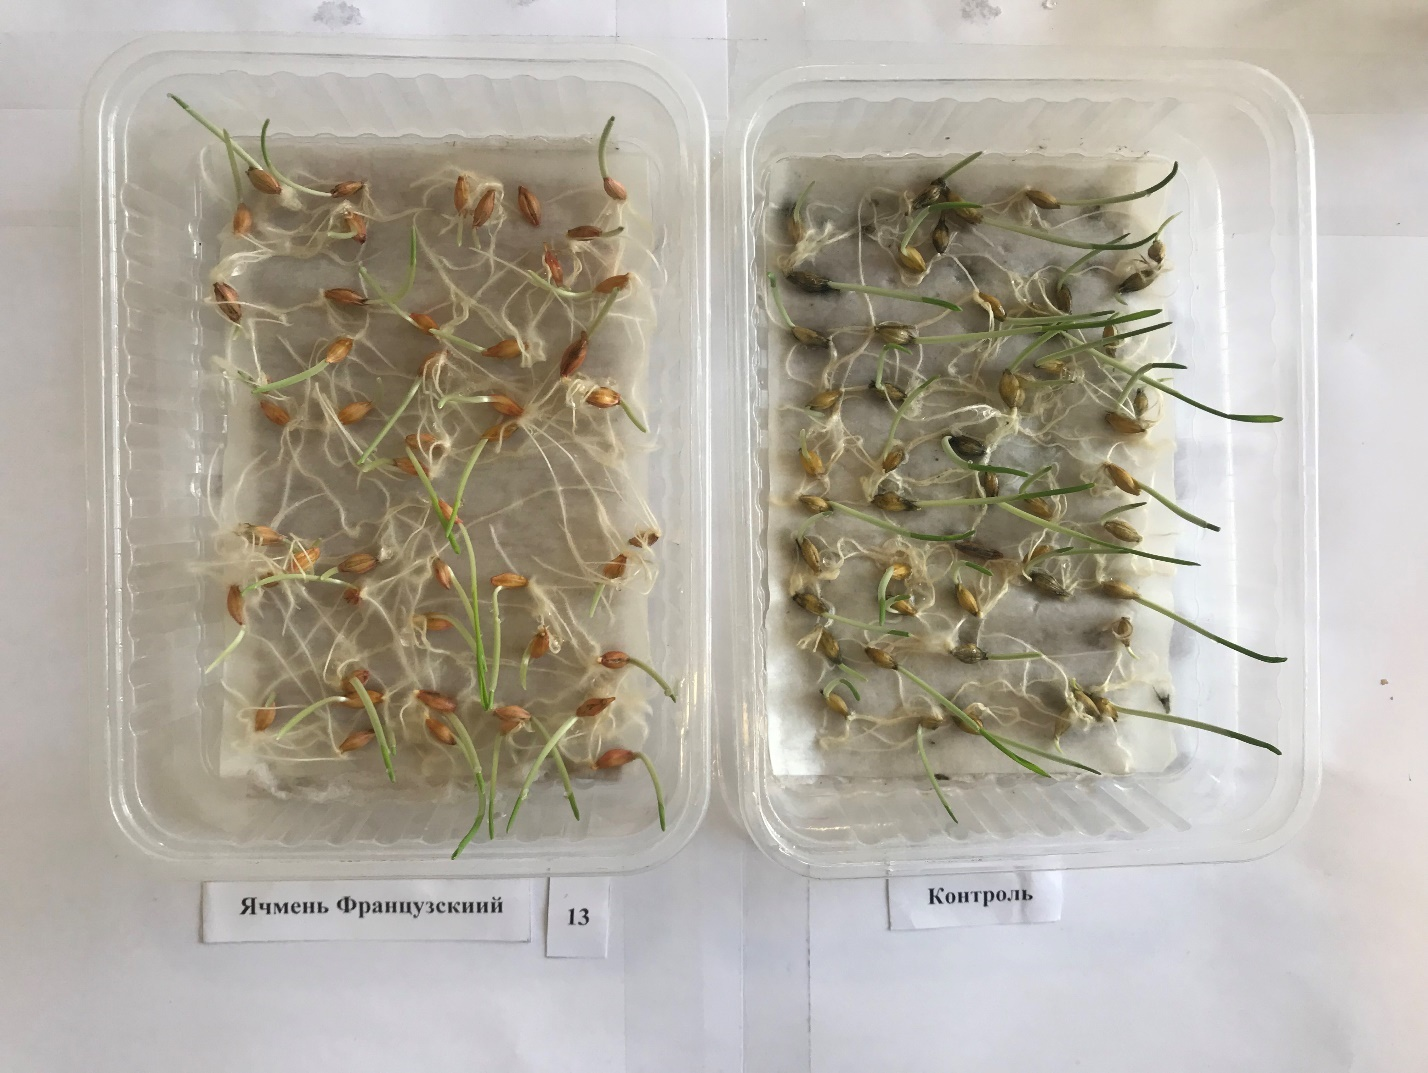 Ячмень Французскиий
13
Контроль